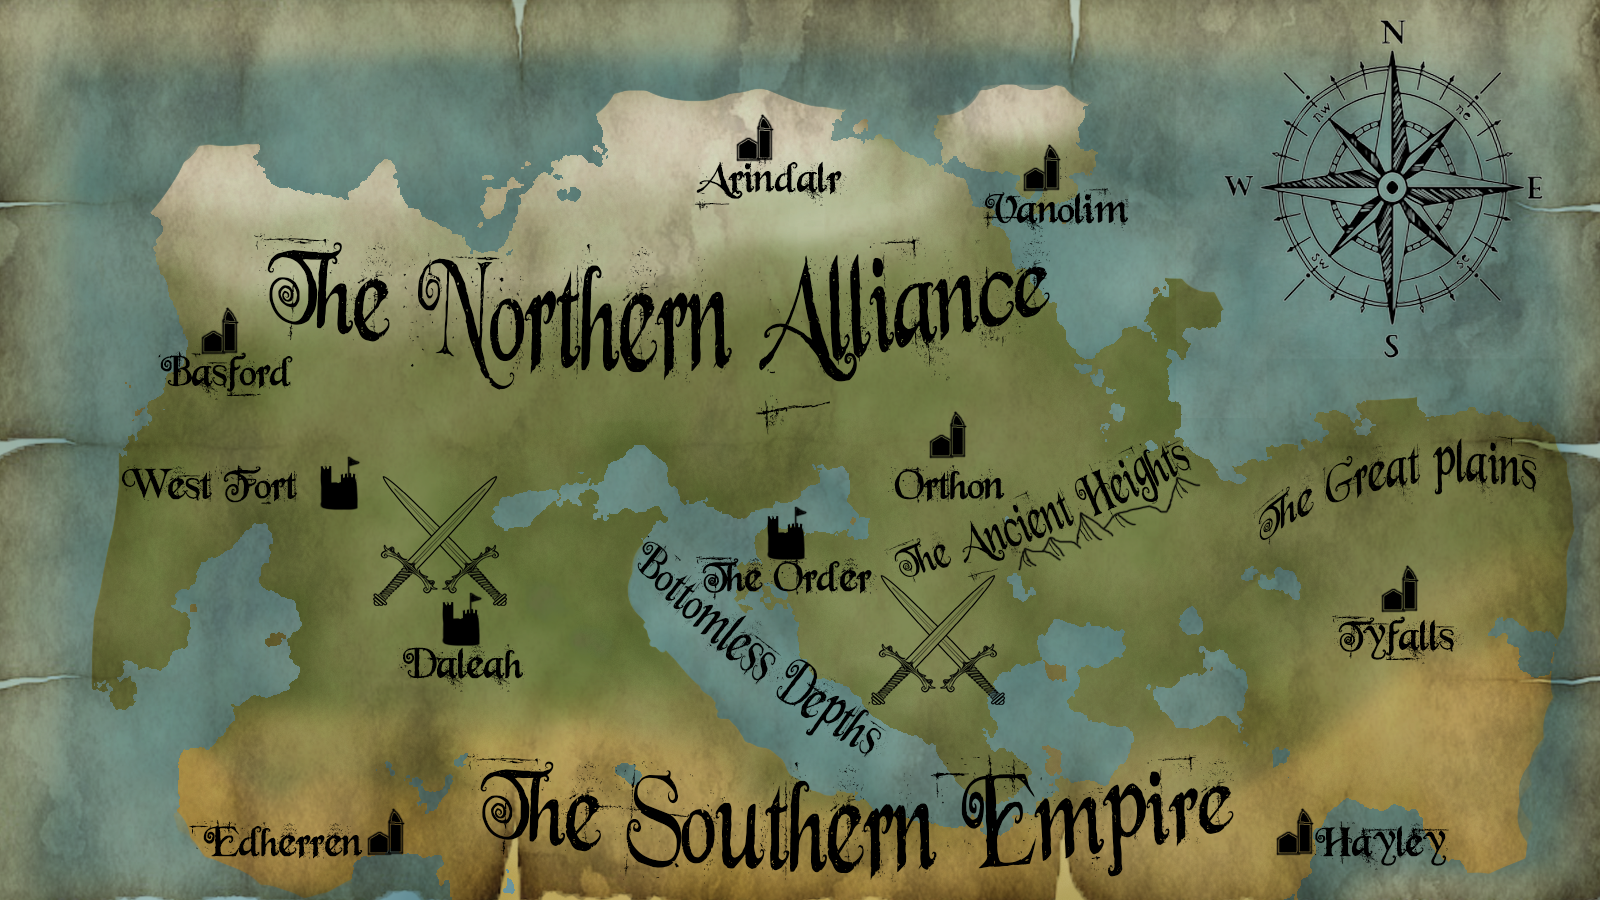 N
nw
ne
W
E
sw
se
S
Arindalr
Vanolim
The Northern Alliance
Basford
West Fort
Orthon
The Ancient Heights
The Great plains
The Order
Bottomless Depths
Daleah
Tyfalls
The Southern Empire
Edherren
Hayley